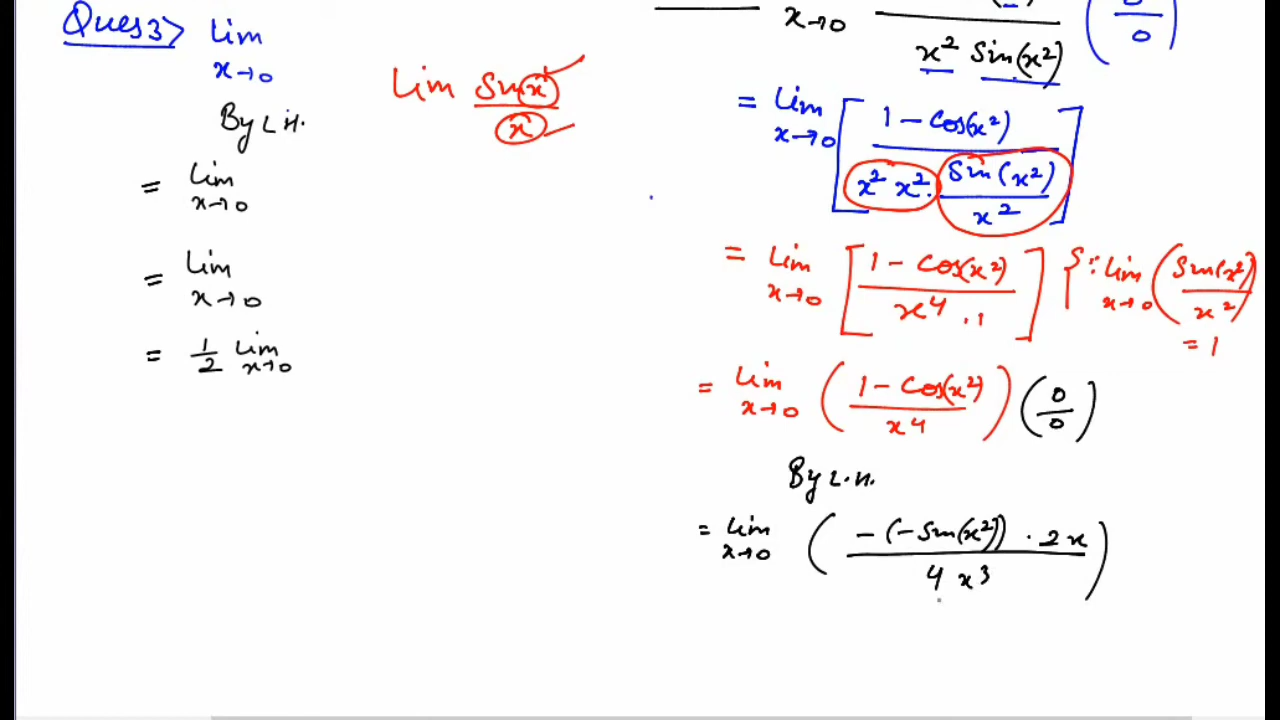 Ques 3> lim
x→0
By L H.
= lim
x→0
= lim
x→0
= 1/2 lim
x→0
lim Sin(x)
x
x→0
x² Sin(x²)
0
= lim [ 1 - Cos(x²)
x→0
x² x². Sin(x²)
x² ]
= lim [ 1 - Cos(x²) ] { ∵ lim ( Sin(x²)
x→0 x⁴ . 1 x→0 x² )
= 1
= lim ( 1 - Cos(x²) ) ( 0
x→0 x⁴ 0 )
By L.H.
= lim ( -(-Sin(x²)) . 2x
x→0 4 x³ )